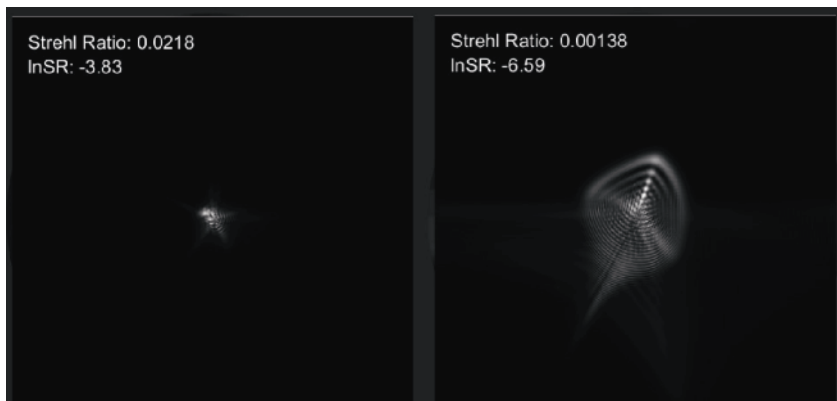 Strehl Ratio: 0.0218
lnSR: -3.83
Strehl Ratio: 0.00138
lnSR: -6.59